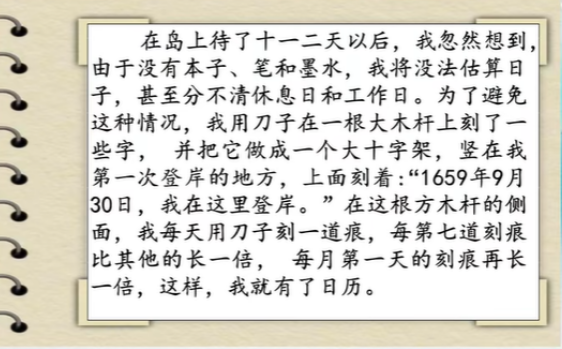 在岛上待了十一二天以后，我忽然想到，
由于没有本子、笔和墨水，我将没法估算日
子，甚至分不清休息日和工作日。为了避免
这种情况，我用刀子在一根大木杆上刻了一
些字， 并把它做成一个大十字架，竖在我
第一次登岸的地方，上面刻着：“1659年9月
30日，我在这里登岸。”在这根方木杆的侧
面，我每天用刀子刻一道痕，每第七道刻痕
比其他的长一倍， 每月第一天的刻痕再长
一倍，这样，我就有了日历。